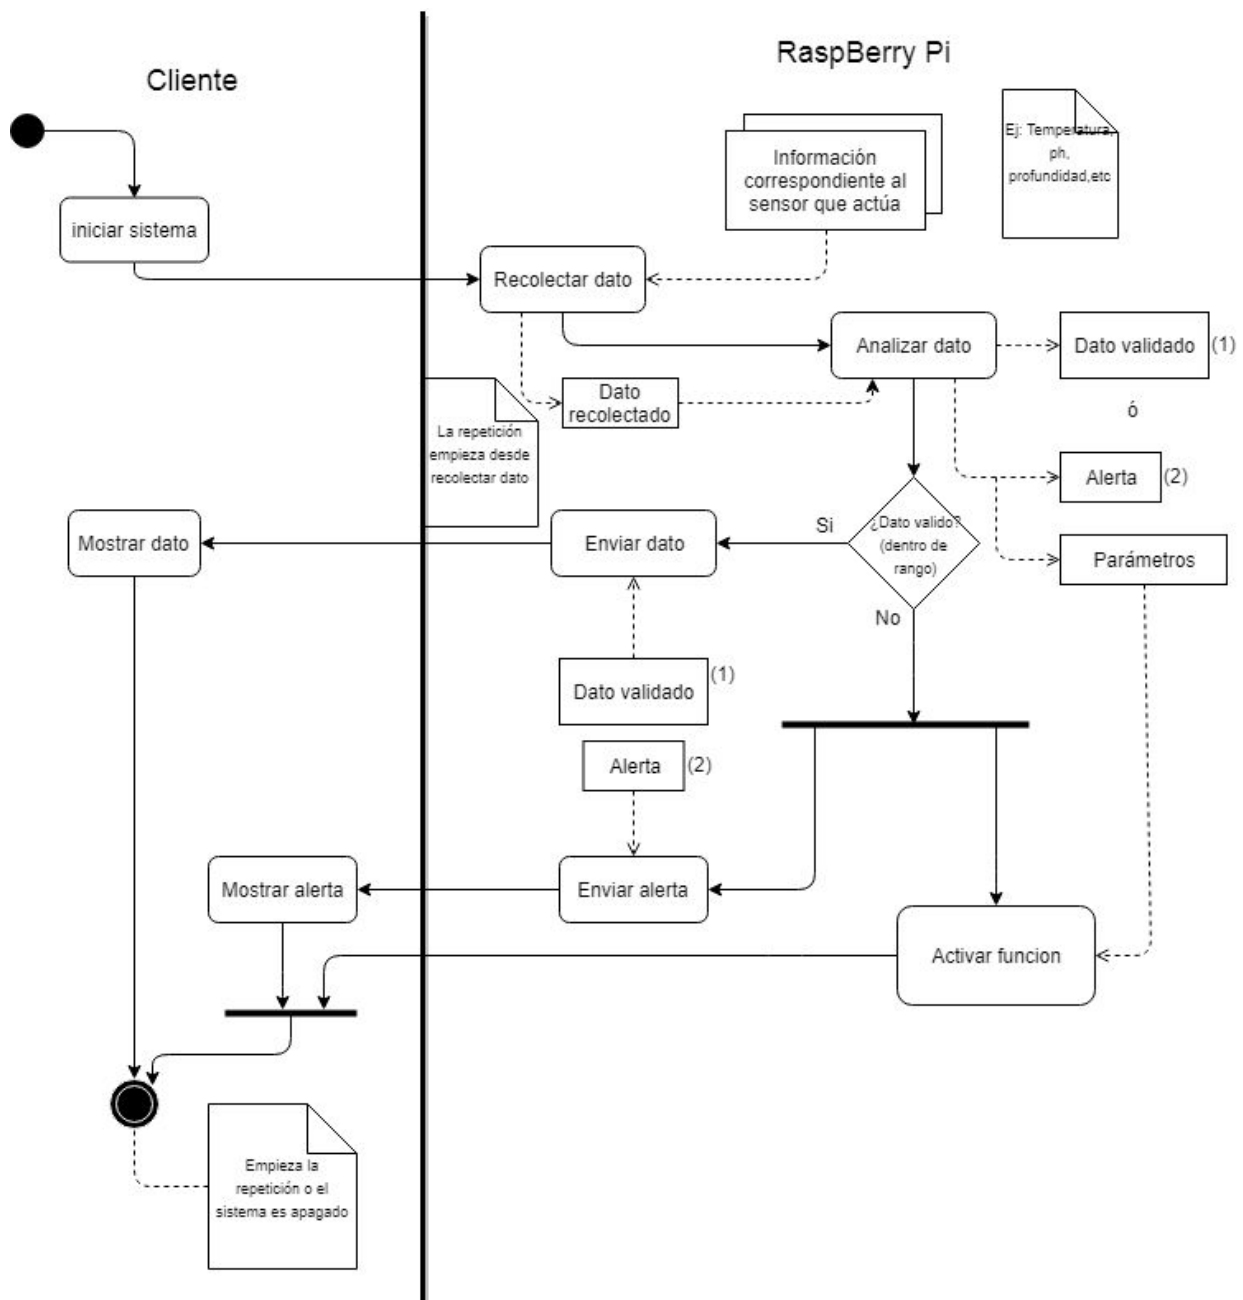 Cliente
RaspBerry Pi
Información
correspondiente al
sensor que actúa
Ej: Temperatura,
ph,
profundidad,etc
iniciar sistema
Recolectar dato
Analizar dato
Dato validado
(1)
ó
Dato
recolectado
La repetición
empieza desde
recolectar dato
Alerta
(2)
Mostrar dato
Enviar dato
Si
¿Dato valido?
(dentro de
rango)
Parámetros
No
Dato validado
(1)
Alerta
(2)
Mostrar alerta
Enviar alerta
Activar funcion
Empieza la
repetición o el
sistema es apagado